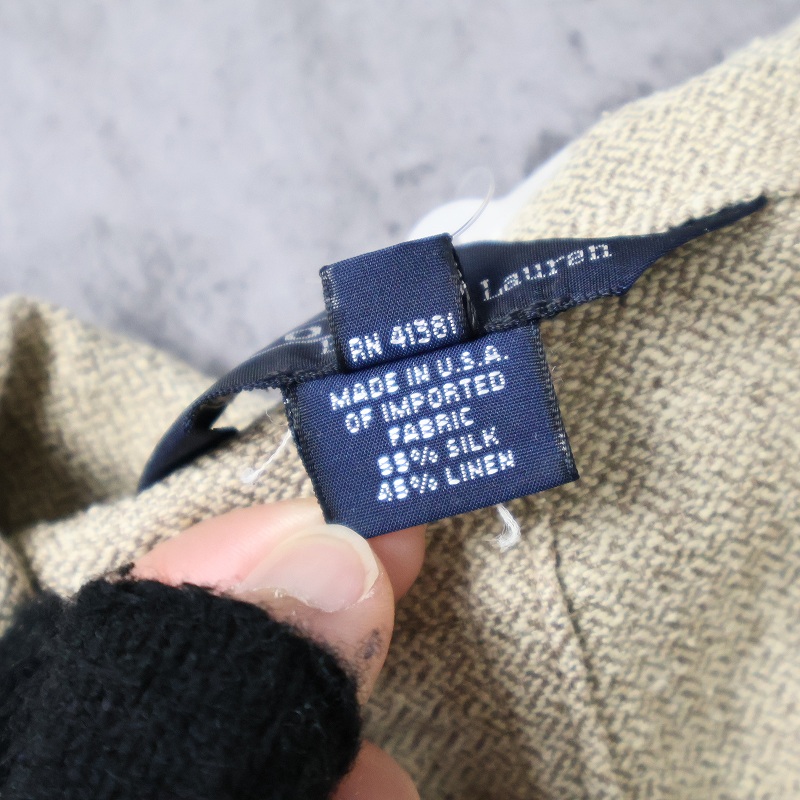 Lauren
RN 41381
MADE IN U.S.A.
OF IMPORTED
FABRIC
55% SILK
45% LINEN